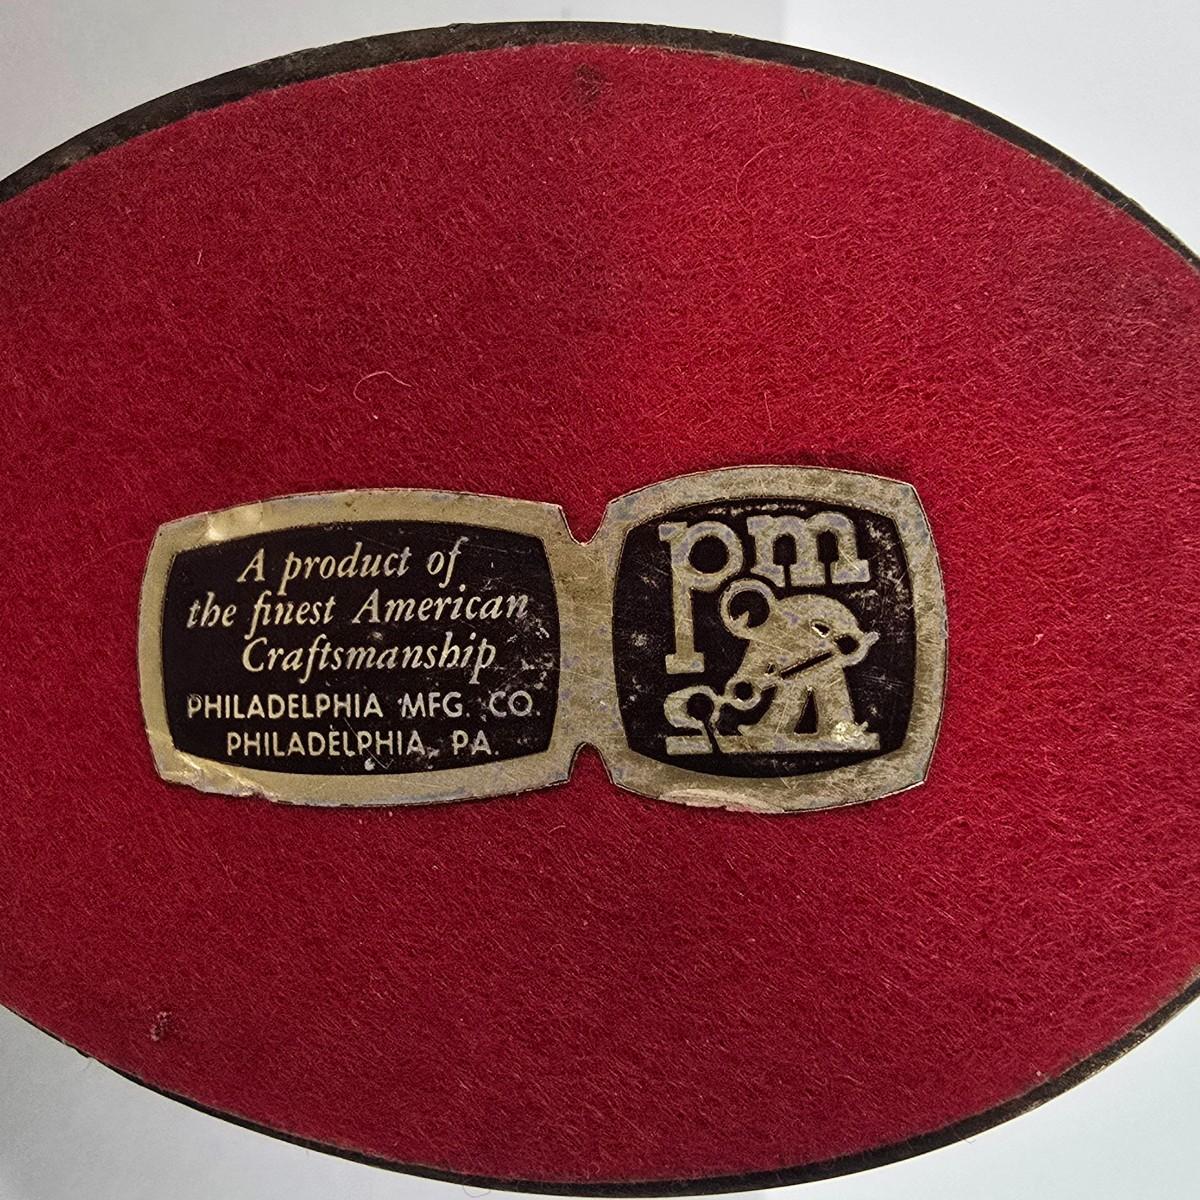 A product of
the finest American
Craftsmanship
PHILADELPHIA MFG. CO.
PHILADELPHIA, PA.
pm